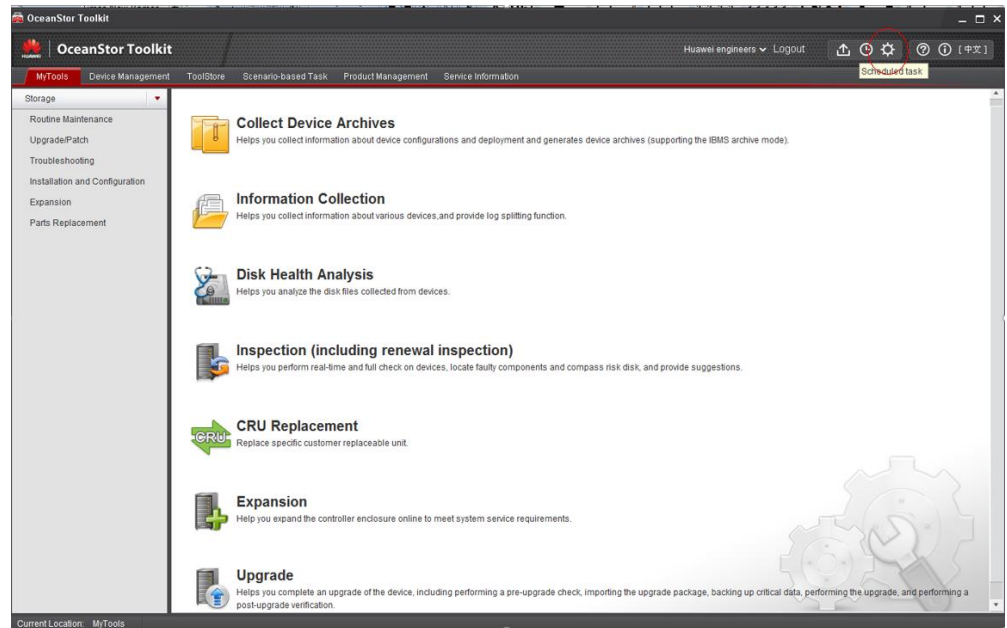 OceanStor Toolkit
HUAWEI
OceanStor Toolkit
Huawei engineers Logout
[中文]
Scheduled task
MyTools Device Management ToolStore Scenario-based Task Product Management Service Information
Storage
Routine Maintenance
Upgrade/Patch
Troubleshooting
Installation and Configuration
Expansion
Parts Replacement
Collect Device Archives
Helps you collect information about device configurations and deployment and generates device archives (supporting the IBMS archive mode).
Information Collection
Helps you collect information about various devices,and provide log splitting function.
Disk Health Analysis
Helps you analyze the disk files collected from devices.
Inspection (including renewal inspection)
Helps you perform real-time and full check on devices, locate faulty components and compass risk disk, and provide suggestions.
CRU
CRU Replacement
Replace specific customer replaceable unit.
Expansion
Help you expand the controller enclosure online to meet system service requirements.
Upgrade
Helps you complete an upgrade of the device, including performing a pre-upgrade check, importing the upgrade package, backing up critical data, performing the upgrade, and performing a
post-upgrade verification.
Current Location: MyTools